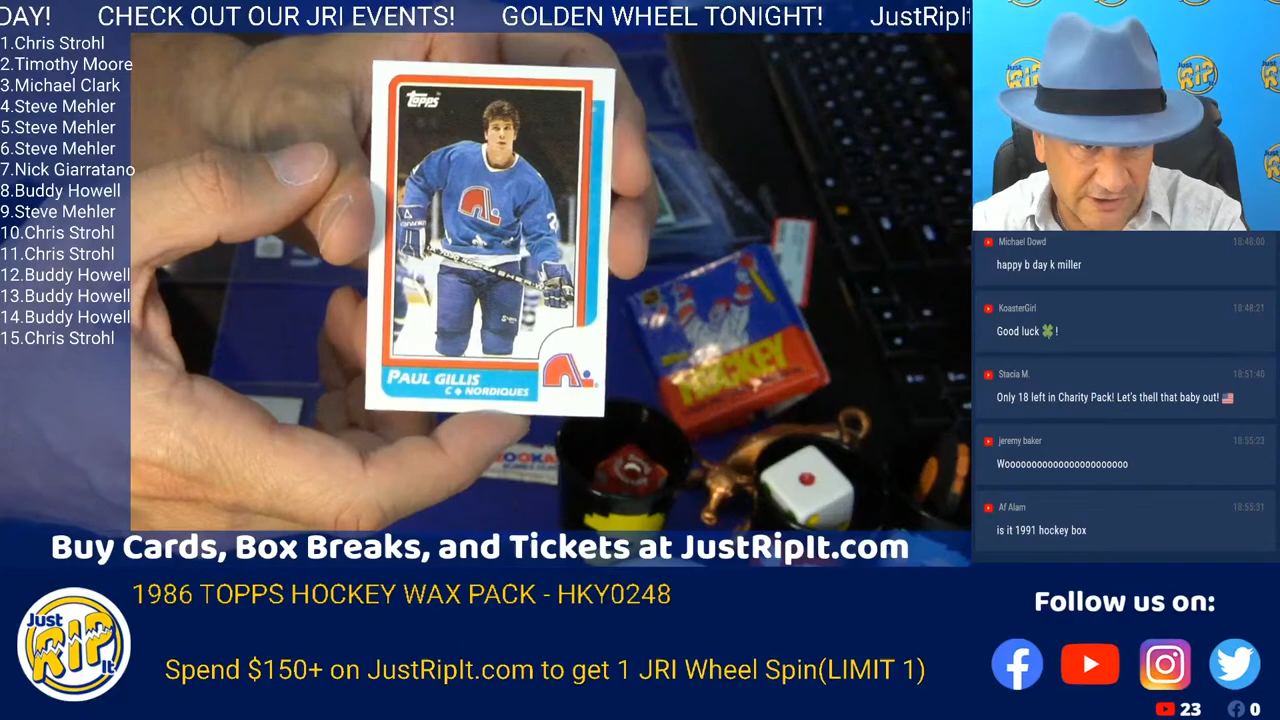 DAY! CHECK OUT OUR JRI EVENTS! GOLDEN WHEEL TONIGHT! JustRipIt
1.Chris Strohl
2.Timothy Moore
3.Michael Clark
4.Steve Mehler
5.Steve Mehler
6.Steve Mehler
7.Nick Giarratano
8.Buddy Howell
9.Steve Mehler
10.Chris Strohl
11.Chris Strohl
12.Buddy Howell
13.Buddy Howell
14.Buddy Howell
15.Chris Strohl
Topps
PAUL GILLIS
C ◆ NORDIQUES
HOCKEY
Michael Dowd 18:48:00
happy b day k miller
KoasterGirl 18:48:21
Good luck 🍀 !
Stacia M. 18:51:40
Only 18 left in Charity Pack! Let's thell that baby out! 🇺🇸
jeremy baker 18:55:23
Wooooooooooooooooooooooo
Af Alam 18:55:31
is it 1991 hockey box
Buy Cards, Box Breaks, and Tickets at JustRipIt.com
Just RIP It
1986 TOPPS HOCKEY WAX PACK - HKY0248
Spend $150+ on JustRipIt.com to get 1 JRI Wheel Spin(LIMIT 1)
Follow us on:
23 0